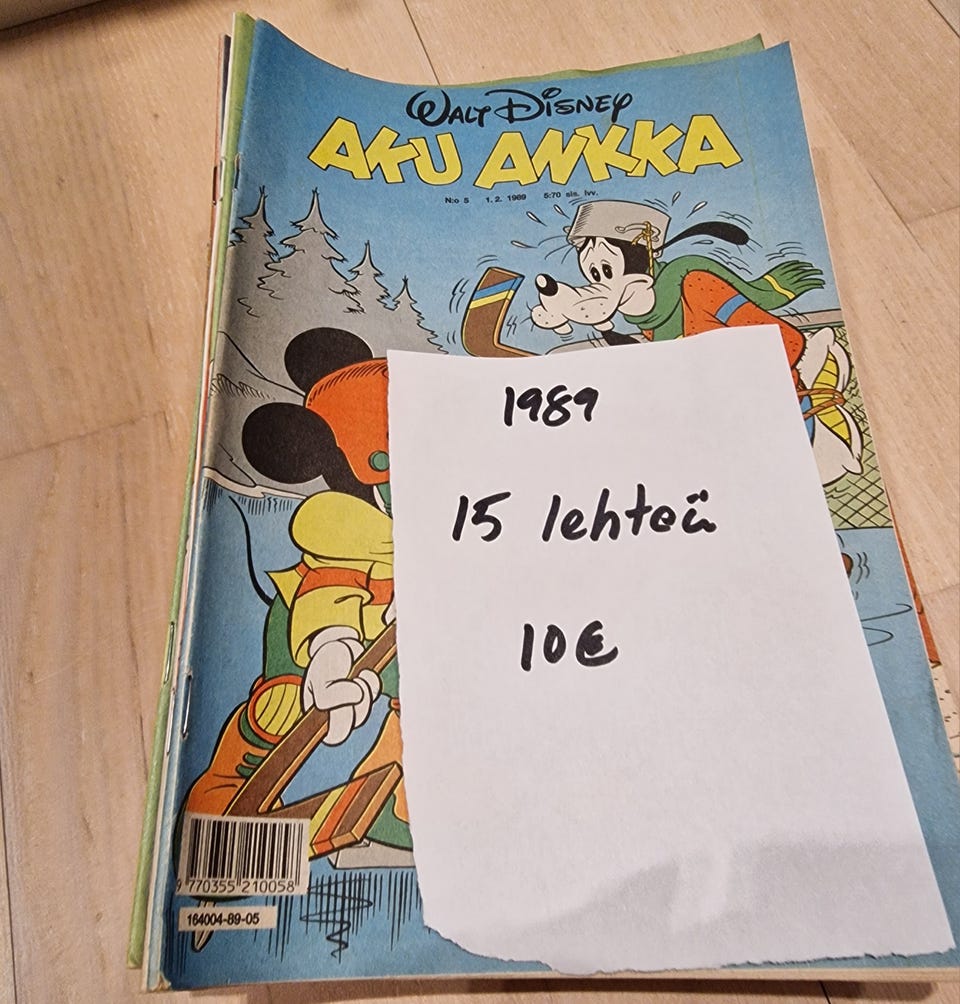 WALT DISNEY
AKU ANKKA
N:o 5 1. 2. 1989 5:70 sis. lvv.
1989
15 lehteä
10€
9 770355 210058
164004-89-05